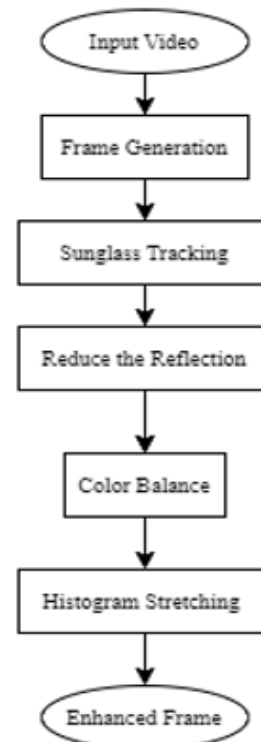 Input Video
Frame Generation
Sunglass Tracking
Reduce the Reflection
Color Balance
Histogram Stretching
Enhanced Frame